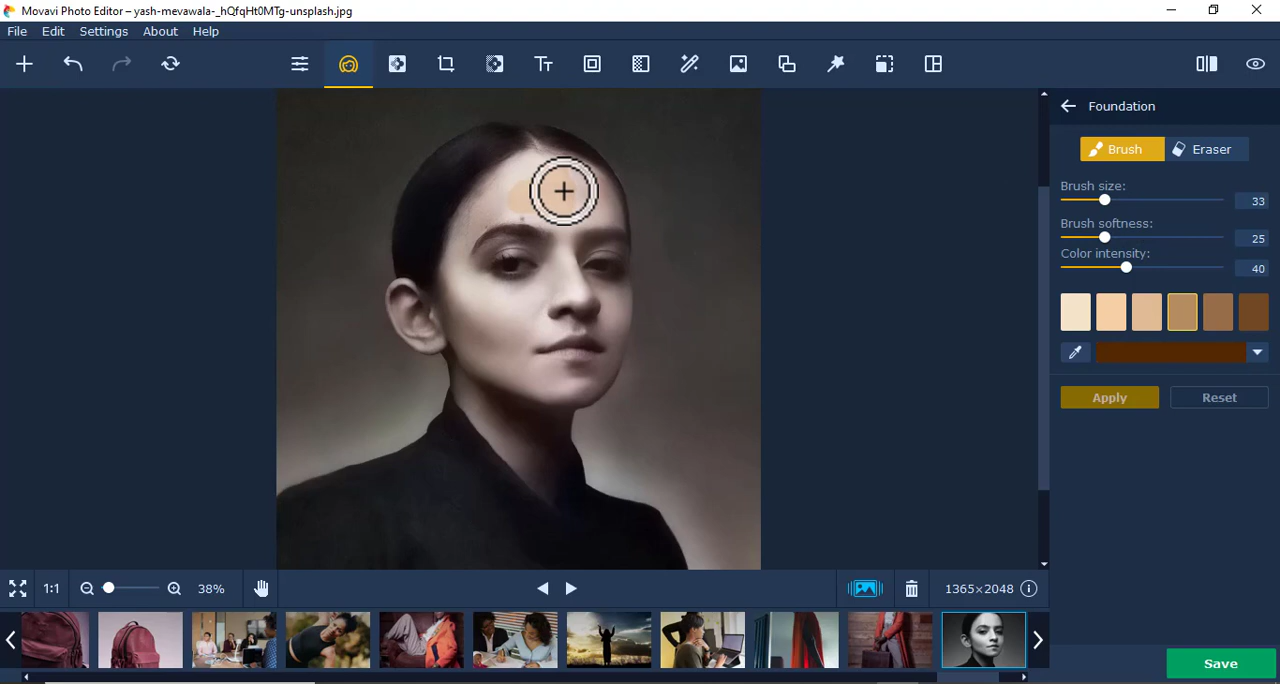 Movavi Photo Editor – yash-mevawala-_hQfqHt0MTg-unsplash.jpg
File Edit Settings About Help
Foundation
Brush Eraser
Brush size:
33
Brush softness:
25
Color intensity:
40
Apply Reset
1:1 38% 1365×2048
Save